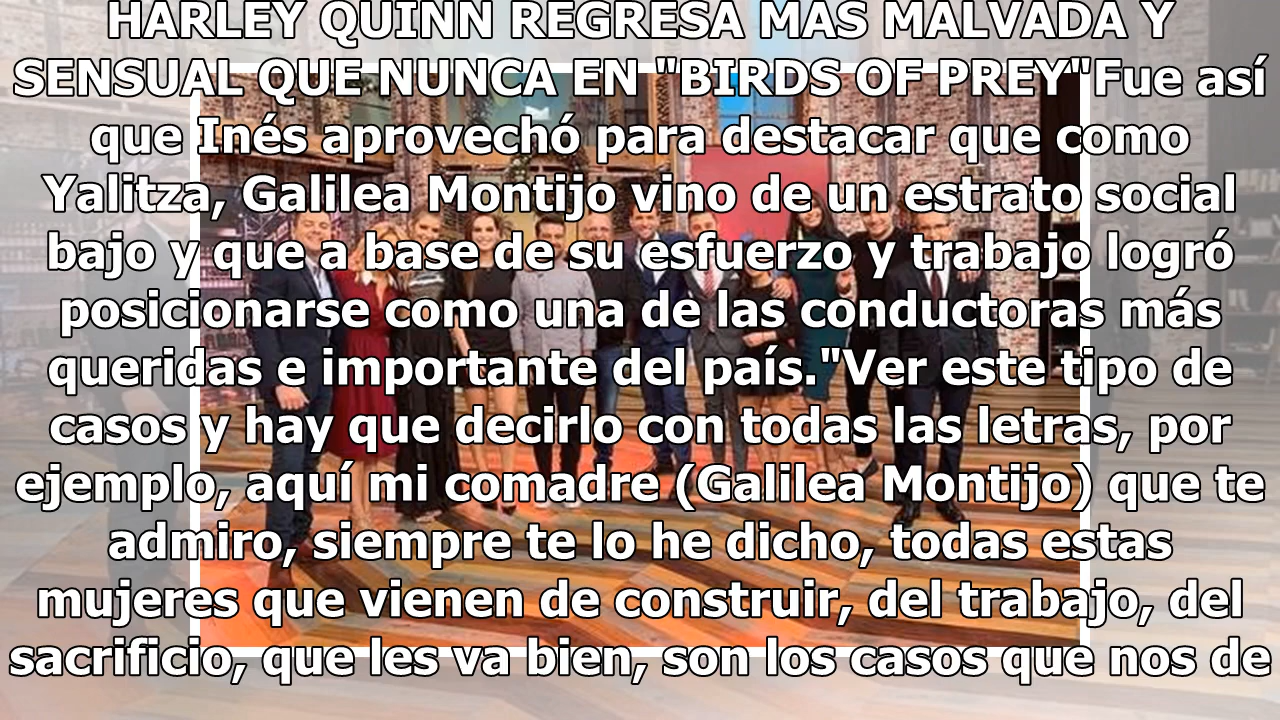 HARLEY QUINN REGRESA MÁS MALVADA Y
SENSUAL QUE NUNCA EN "BIRDS OF PREY"Fue así
que Inés aprovechó para destacar que como
Yalitza, Galilea Montijo vino de un estrato social
bajo y que a base de su esfuerzo y trabajo logró
posicionarse como una de las conductoras más
queridas e importante del país."Ver este tipo de
casos y hay que decirlo con todas las letras, por
ejemplo, aquí mi comadre (Galilea Montijo) que te
admiro, siempre te lo he dicho, todas estas
mujeres que vienen de construir, del trabajo, del
sacrificio, que les va bien, son los casos que nos de